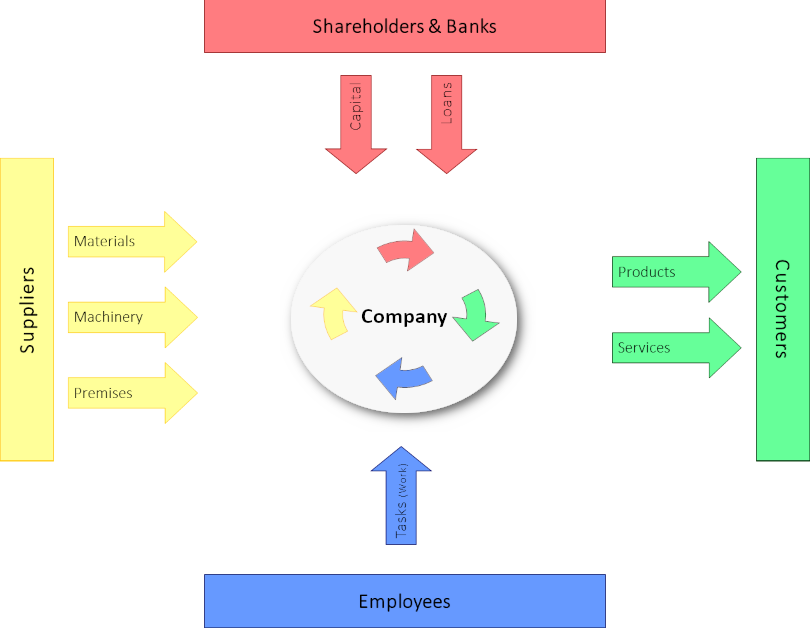 Shareholders & Banks
Capital
Loans
Suppliers
Materials
Machinery
Premises
Company
Products
Services
Customers
Tasks (Work)
Employees